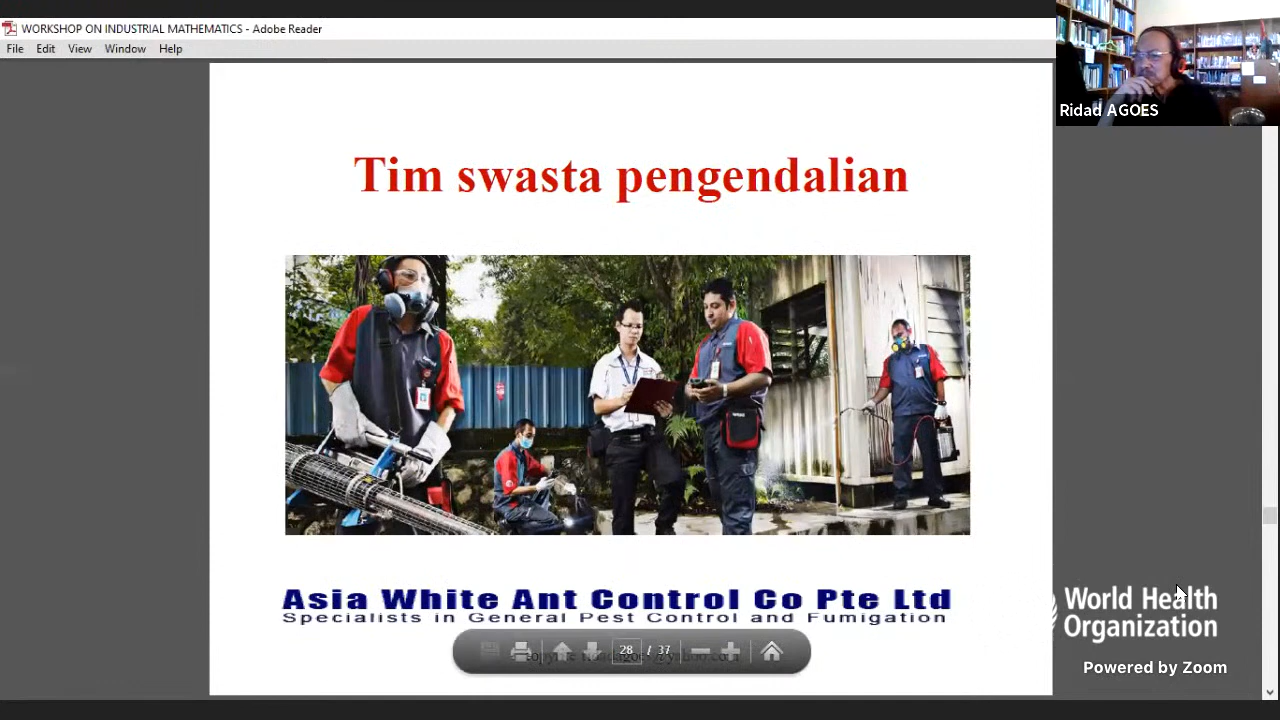 WORKSHOP ON INDUSTRIAL MATHEMATICS - Adobe Reader
File Edit View Window Help
Ridad AGOES
Tim swasta pengendalian
Asia White Ant Control Co Pte Ltd
Specialists in General Pest Control and Fumigation
28 / 37
World Health
Organization
Powered by Zoom